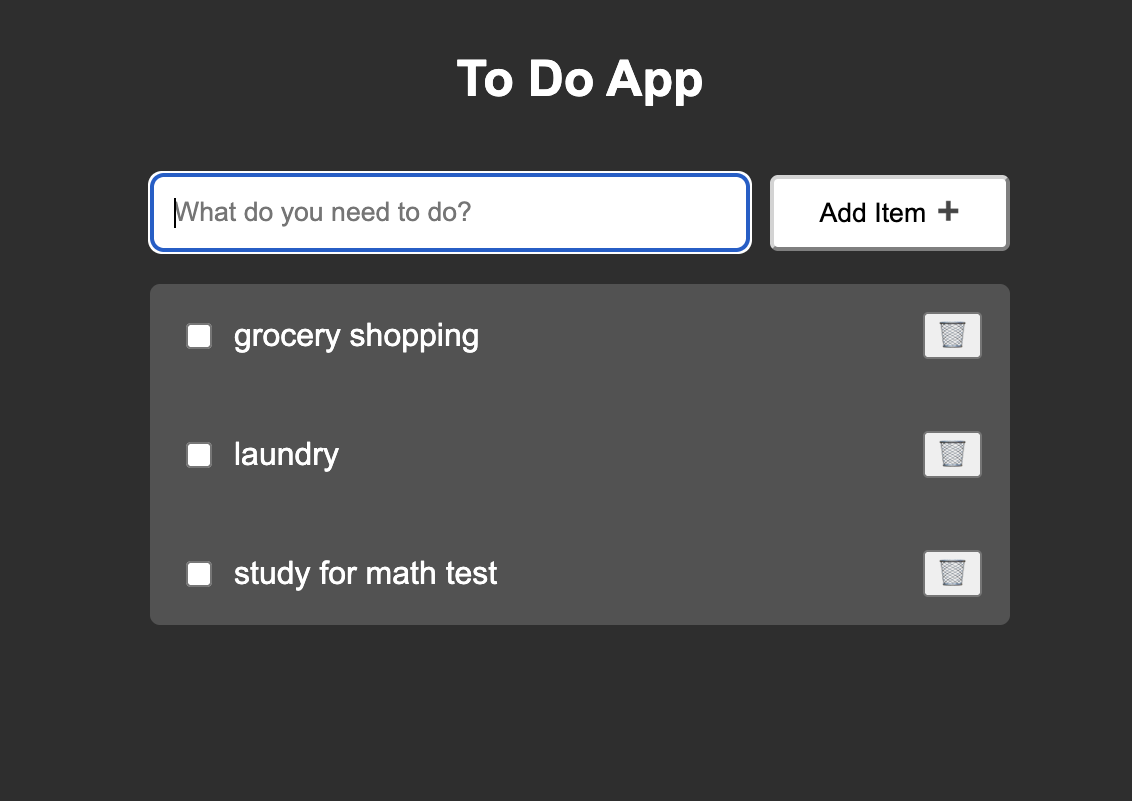 To Do App
What do you need to do?
Add Item ➕
grocery shopping
laundry
study for math test